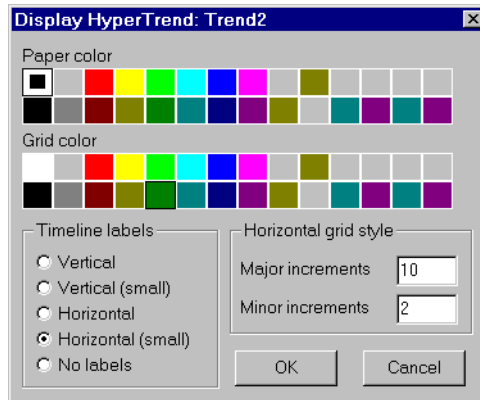 Display HyperTrend: Trend2
Paper color
Grid color
Timeline labels
Vertical
Vertical (small)
Horizontal
Horizontal (small)
No labels
Horizontal grid style
Major increments 10
Minor increments 2
OK Cancel